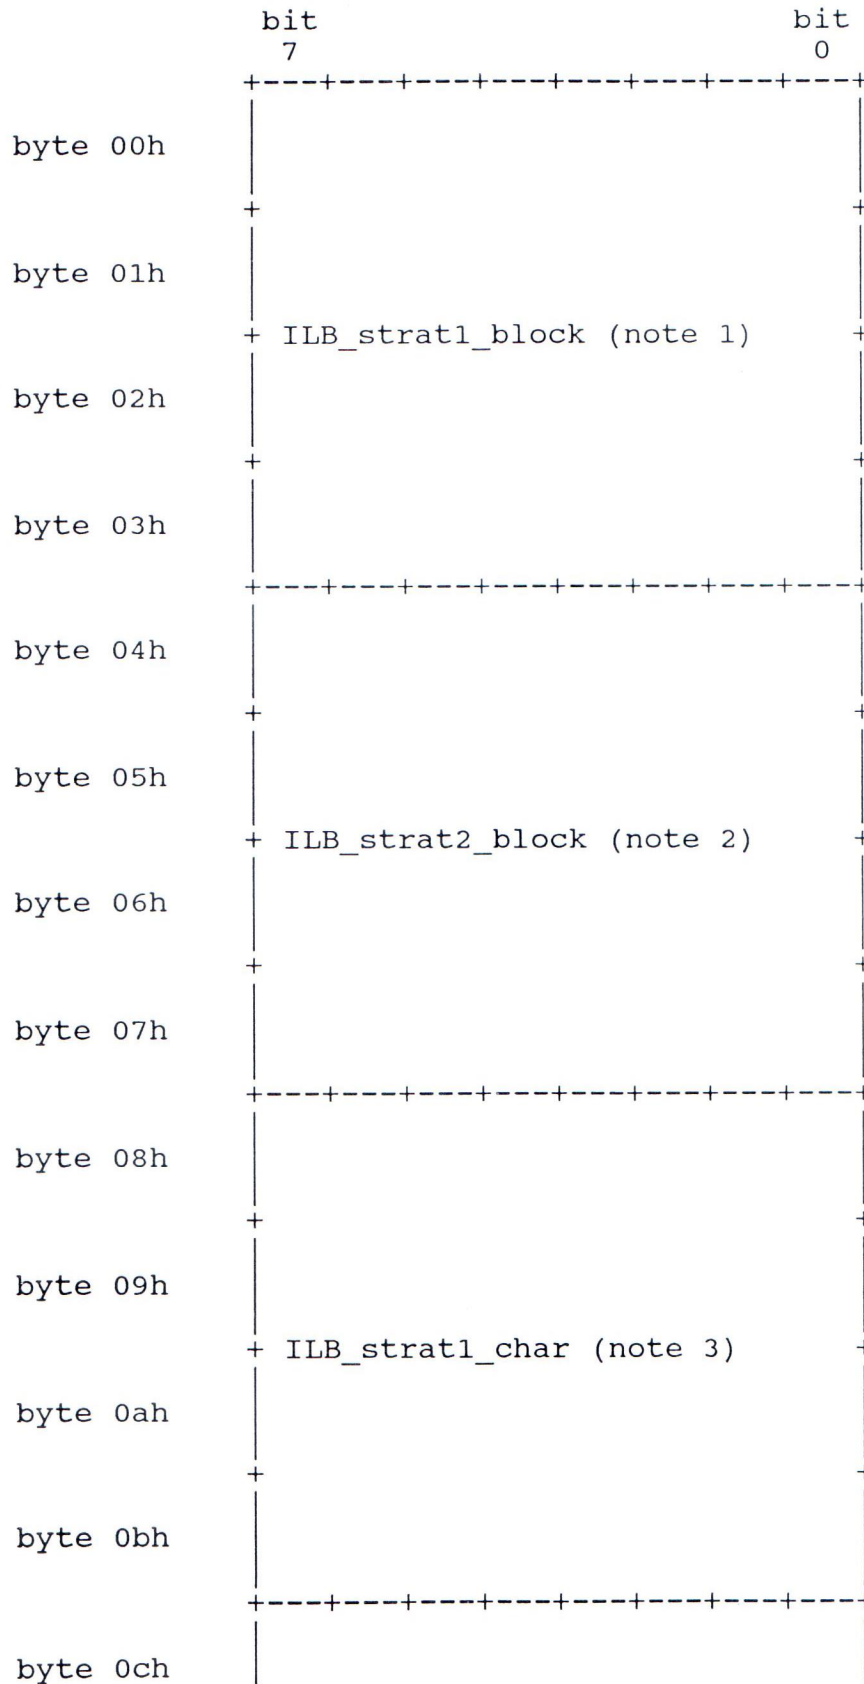 bit bit
7 0
+----+----+----+----+----+----+----+----+
byte 00h
+ +
byte 01h
+ ILB_strat1_block (note 1) +
byte 02h
+ +
byte 03h
+----+----+----+----+----+----+----+----+
byte 04h
+ +
byte 05h
+ ILB_strat2_block (note 2) +
byte 06h
+ +
byte 07h
+----+----+----+----+----+----+----+----+
byte 08h
+ +
byte 09h
+ ILB_strat1_char (note 3) +
byte 0ah
+ +
byte 0bh
+----+----+----+----+----+----+----+----+
byte 0ch